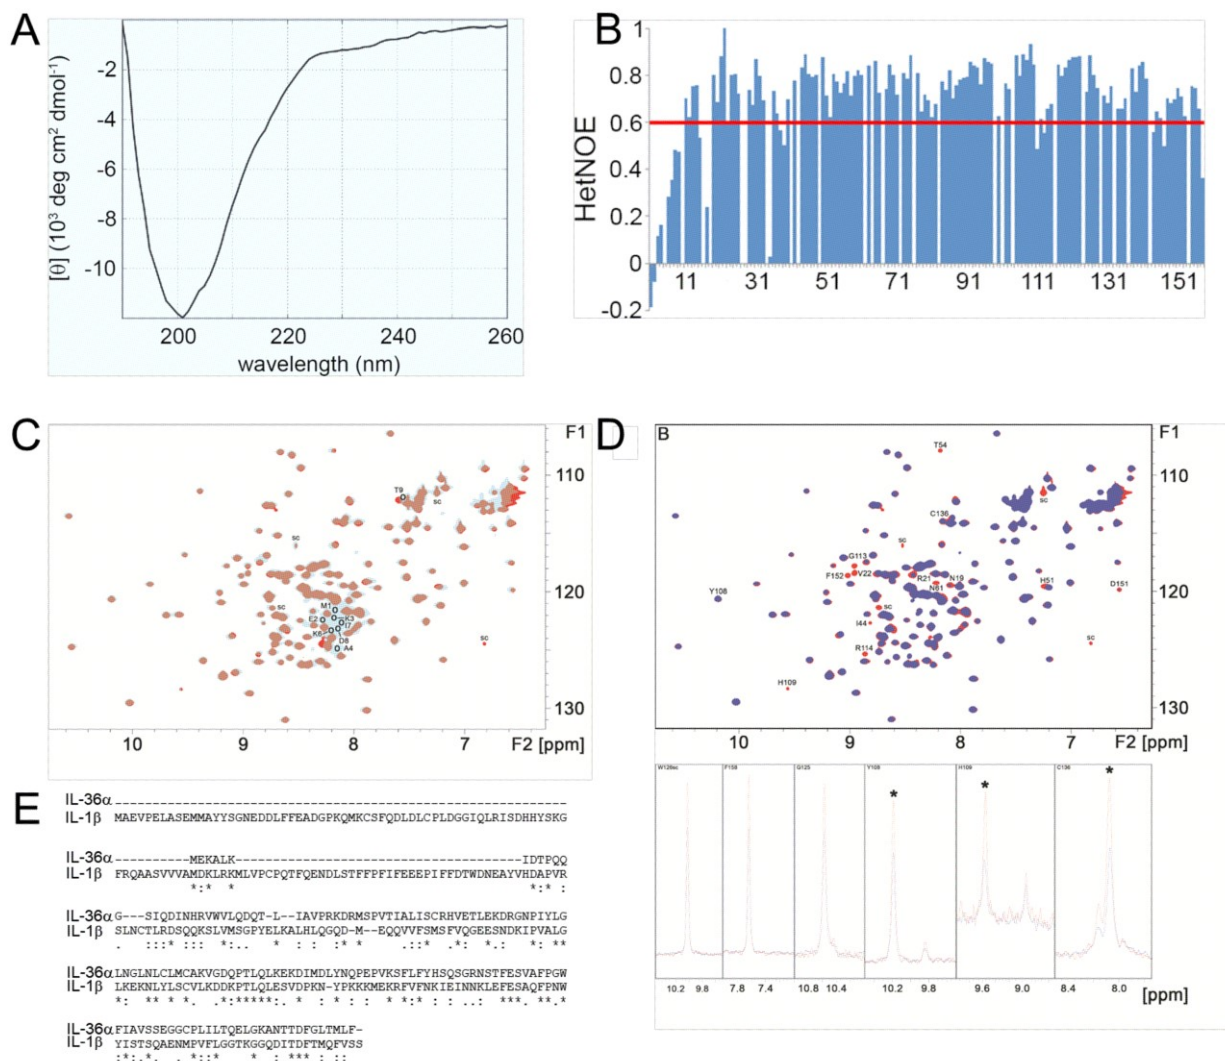 A
[θ] (10³ deg cm² dmol⁻¹)
-2
-4
-6
-8
-10
200 220 240 260
wavelength (nm)
B
HetNOE
1
0.8
0.6
0.4
0.2
0
-0.2
11 31 51 71 91 111 131 151
C
F1
110
120
130
T9
sc
sc
sc
M1
E2
K3
I7
K6
D8
A4
sc
10 9 8 7 F2 [ppm]
D
B
F1
110
120
130
T54
sc
C136
sc
G113
F152
V22
R21
N19
N61
H51
D151
Y108
sc
I44
R114
sc
H109
10 9 8 7 F2 [ppm]
W126sc F158 G125 Y108 H109 C136
* * *
10.2 9.8 7.8 7.4 10.8 10.4 10.2 9.8 9.6 9.0 8.4 8.0
[ppm]
E
IL-36α ------------------------------------------------------------
IL-1β MAEVPELASEMMAYYSGNEDDLFFEADGPKQMKCSFQDLDLCPLDGGIQLRISDHHYSKG
IL-36α ----------MEKALK--------------------------------------IDTPQQ
IL-1β FRQAASVVVAMDKLRKMLVPCPQTFQENDLSTFFPFIFEEEPIFFDTWDNEAYVHDAPVR
*:* * :*:*
IL-36α G---SIQDINHRVWVLQDQT-L--IAVPRKDRMSPVTIALISCRHVETLEKDRGNPIYLG
IL-1β SLNCTLRDSQQKSLVMSGPYELKALHLQGQD-M--EQQVVFSMSFVQGEESNDKIPVALG
. :::* ::: *:. * : : :* * :.:: .*: *.: *: **
IL-36α LNGLNLCLMCAKVGDQPTLQLKEKDIMDLYNQPEPVKSFLFYHSQSGRNSTFESVAFPGW
IL-1β LKEKNLYLSCVLKDDKPTLQLESVDPKN-YPKKKMEKRFVFNKIEINNKLEFESAQFPNW
*: ** * *. .*:*****:. * : * : : * *:* : : ..: ***. **.*
IL-36α FIAVSSEGGCPLILTQELGKANTTDFGLTMLF-
IL-1β YISTSQAENMPVFLGGTKGGQDITDFTMQFVSS
:*:.*. . *::* * : *** : ::